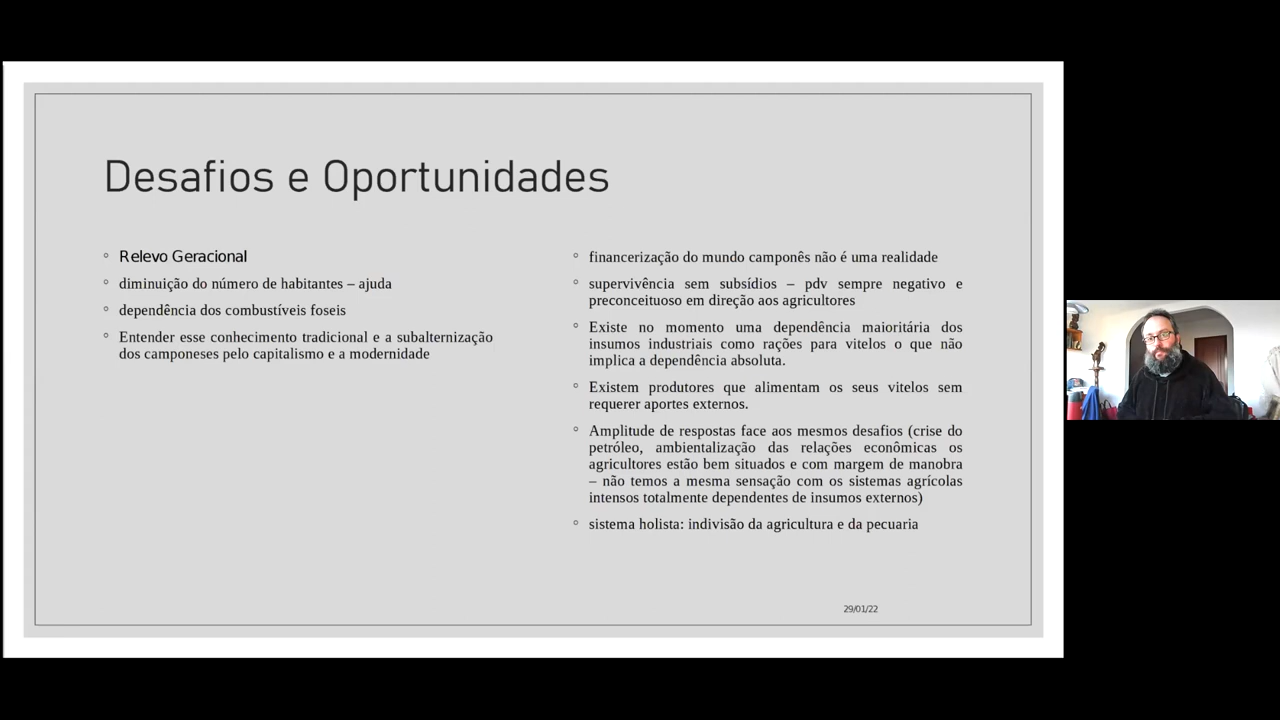 Desafios e Oportunidades
◦ Relevo Geracional
◦ diminuição do número de habitantes – ajuda
◦ dependência dos combustíveis foseis
◦ Entender esse conhecimento tradicional e a subalternização
dos camponeses pelo capitalismo e a modernidade
◦ financerização do mundo camponês não é uma realidade
◦ supervivência sem subsídios – pdv sempre negativo e
preconceituoso em direção aos agricultores
◦ Existe no momento uma dependência maioritária dos
insumos industriais como rações para vitelos o que não
implica a dependência absoluta.
◦ Existem produtores que alimentam os seus vitelos sem
requerer aportes externos.
◦ Amplitude de respostas face aos mesmos desafios (crise do
petróleo, ambientalização das relações econômicas os
agricultores estão bem situados e com margem de manobra
– não temos a mesma sensação com os sistemas agrícolas
intensos totalmente dependentes de insumos externos)
◦ sistema holista: indivisão da agricultura e da pecuaria
29/01/22